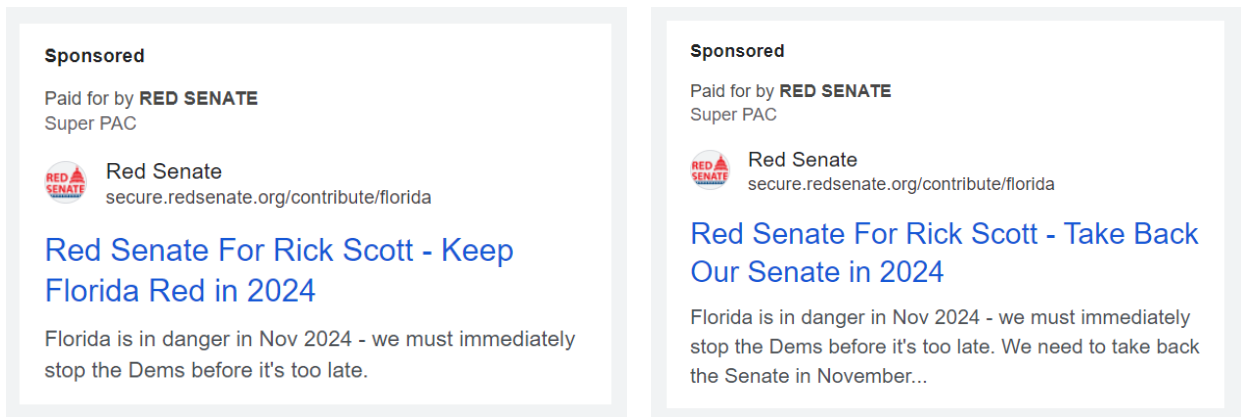 Sponsored
Paid for by RED SENATE
Super PAC
RED
SENATE
Red Senate
secure.redsenate.org/contribute/florida
Red Senate For Rick Scott - Keep
Florida Red in 2024
Florida is in danger in Nov 2024 - we must immediately
stop the Dems before it's too late.
Sponsored
Paid for by RED SENATE
Super PAC
RED
SENATE
Red Senate
secure.redsenate.org/contribute/florida
Red Senate For Rick Scott - Take Back
Our Senate in 2024
Florida is in danger in Nov 2024 - we must immediately
stop the Dems before it's too late. We need to take back
the Senate in November...